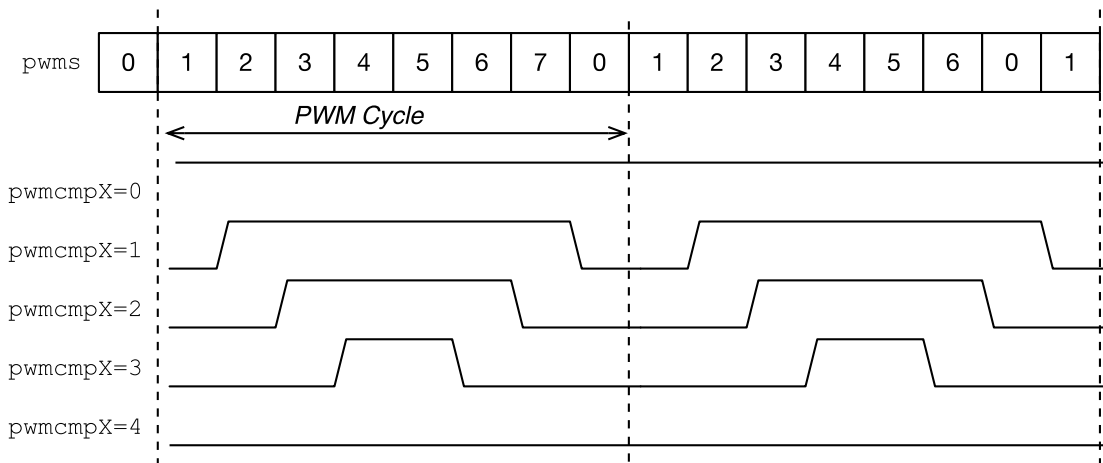 pwms 0 1 2 3 4 5 6 7 0 1 2 3 4 5 6 0 1
PWM Cycle
pwmcmpX=0
pwmcmpX=1
pwmcmpX=2
pwmcmpX=3
pwmcmpX=4